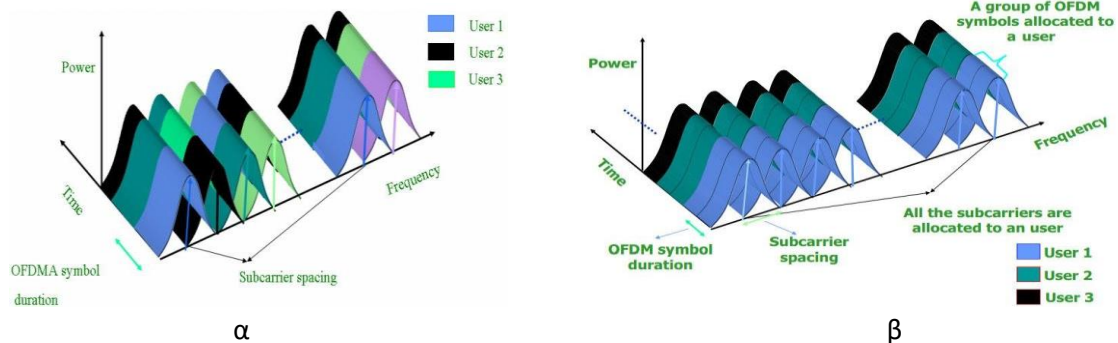 Power
User 1
User 2
User 3
Time
Frequency
OFDMA symbol
duration
Subcarrier spacing
α
A group of OFDM
symbols allocated to
a user
Power
Time
Frequency
OFDM symbol
duration
Subcarrier
spacing
All the subcarriers are
allocated to an user
User 1
User 2
User 3
β